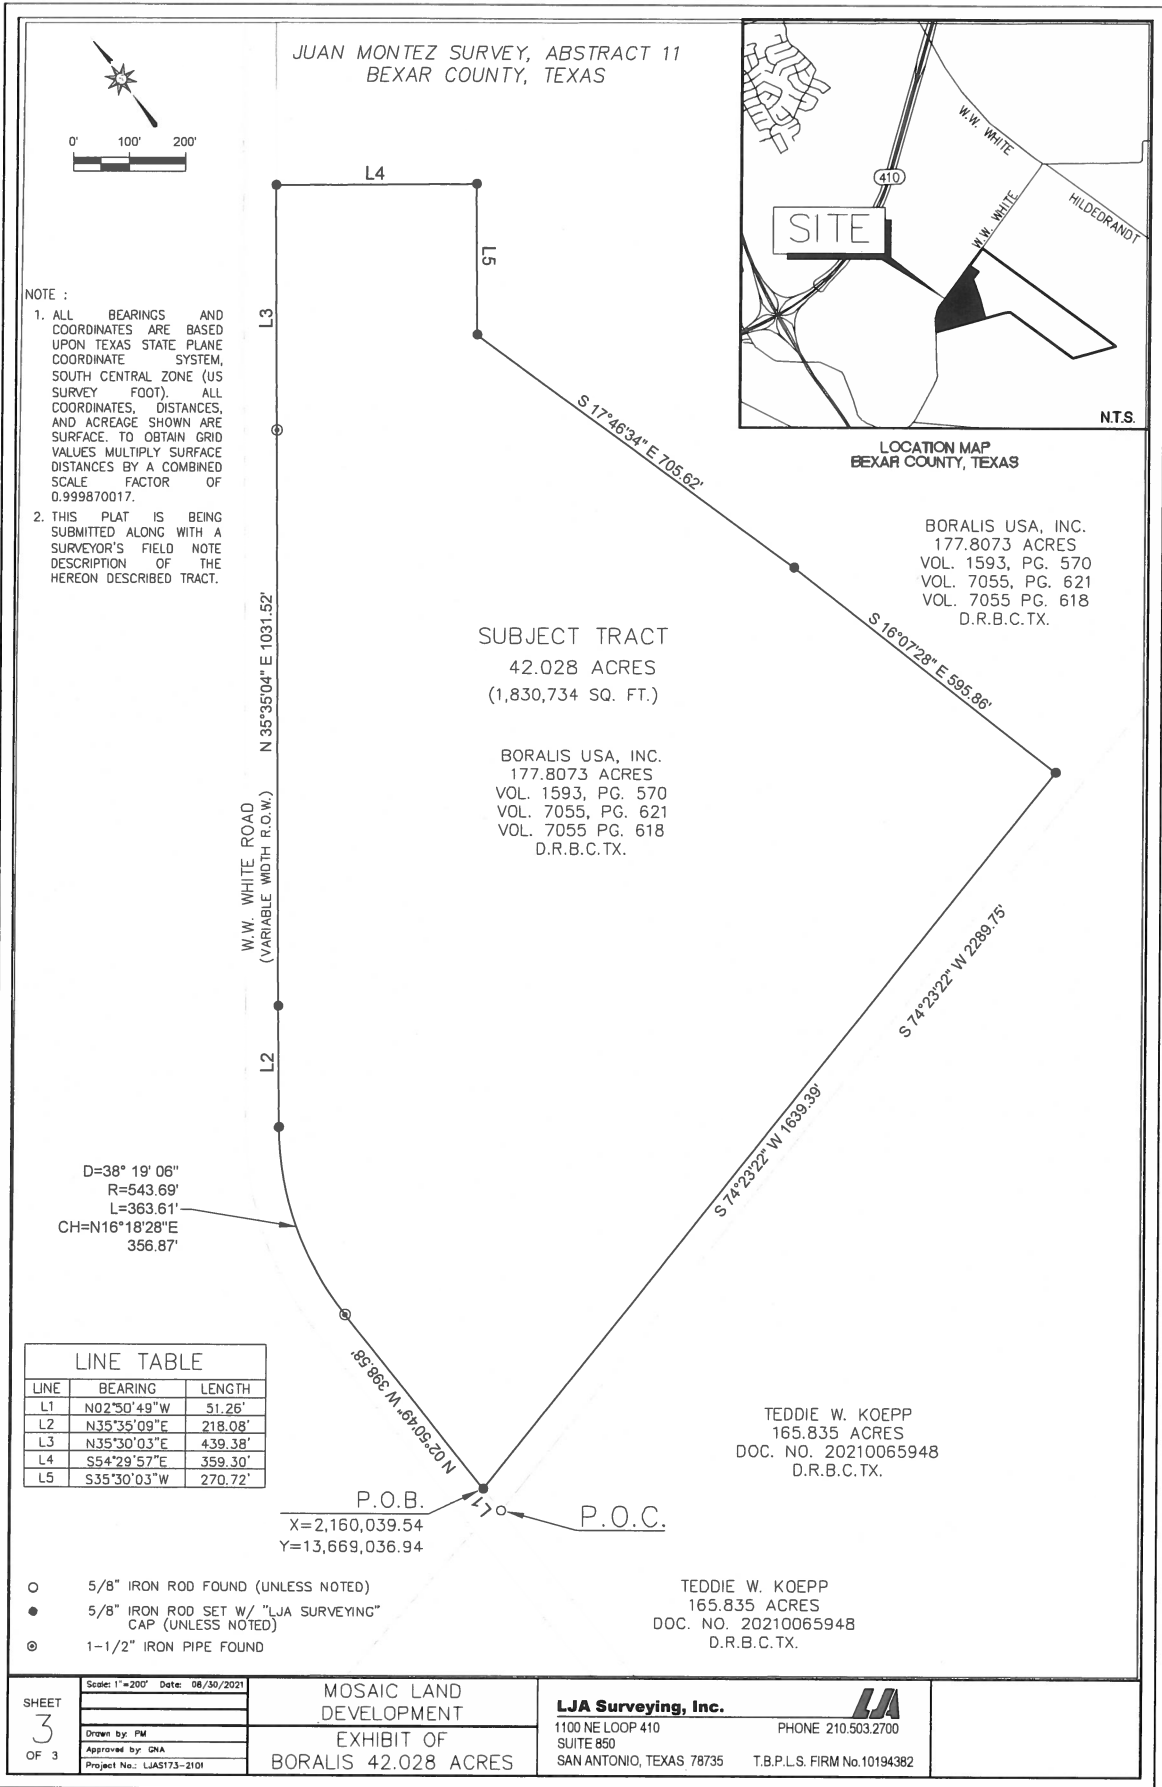 JUAN MONTEZ SURVEY, ABSTRACT 11
BEXAR COUNTY, TEXAS
S
0' 100' 200'
NOTE :
1. ALL BEARINGS AND
COORDINATES ARE BASED
UPON TEXAS STATE PLANE
COORDINATE SYSTEM,
SOUTH CENTRAL ZONE (US
SURVEY FOOT). ALL
COORDINATES, DISTANCES,
AND ACREAGE SHOWN ARE
SURFACE. TO OBTAIN GRID
VALUES MULTIPLY SURFACE
DISTANCES BY A COMBINED
SCALE FACTOR OF
0.999870017.
2. THIS PLAT IS BEING
SUBMITTED ALONG WITH A
SURVEYOR'S FIELD NOTE
DESCRIPTION OF THE
HEREON DESCRIBED TRACT.
W.W. WHITE
410
HILDEDRANDT
W.W. WHITE
SITE
N.T.S.
LOCATION MAP
BEXAR COUNTY, TEXAS
L4
L5
L3
S 17°46'34" E 705.62'
BORALIS USA, INC.
177.8073 ACRES
VOL. 1593, PG. 570
VOL. 7055, PG. 621
VOL. 7055 PG. 618
D.R.B.C.TX.
S 16°07'28" E 595.86'
N 35°35'04" E 1031.52'
SUBJECT TRACT
42.028 ACRES
(1,830,734 SQ. FT.)
BORALIS USA, INC.
177.8073 ACRES
VOL. 1593, PG. 570
VOL. 7055, PG. 621
VOL. 7055 PG. 618
D.R.B.C.TX.
W.W. WHITE ROAD
(VARIABLE WIDTH R.O.W.)
S 74°23'22" W 2289.75'
S 74°23'22" W 1639.39'
L2
D=38° 19' 06"
R=543.69'
L=363.61'
CH=N16°18'28"E
356.87'
N 02°50'49" W 398.58'
LINE TABLE
LINE BEARING LENGTH
L1 N02°50'49"W 51.26'
L2 N35°35'09"E 218.08'
L3 N35°30'03"E 439.38'
L4 S54°29'57"E 359.30'
L5 S35°30'03"W 270.72'
TEDDIE W. KOEPP
165.835 ACRES
DOC. NO. 20210065948
D.R.B.C.TX.
P.O.B.
X=2,160,039.54
Y=13,669,036.94
L1
P.O.C.
5/8" IRON ROD FOUND (UNLESS NOTED)
5/8" IRON ROD SET W/ "LJA SURVEYING"
CAP (UNLESS NOTED)
1-1/2" IRON PIPE FOUND
TEDDIE W. KOEPP
165.835 ACRES
DOC. NO. 20210065948
D.R.B.C.TX.
SHEET
3
OF 3
Scale: 1"=200' Date: 08/30/2021
Drawn by: PM
Approved by: GNA
Project No.: LJAS173-2101
MOSAIC LAND
DEVELOPMENT
EXHIBIT OF
BORALIS 42.028 ACRES
LJA Surveying, Inc.
LJA
1100 NE LOOP 410
SUITE 850
SAN ANTONIO, TEXAS 78735
PHONE 210.503.2700
T.B.P.L.S. FIRM No.10194382